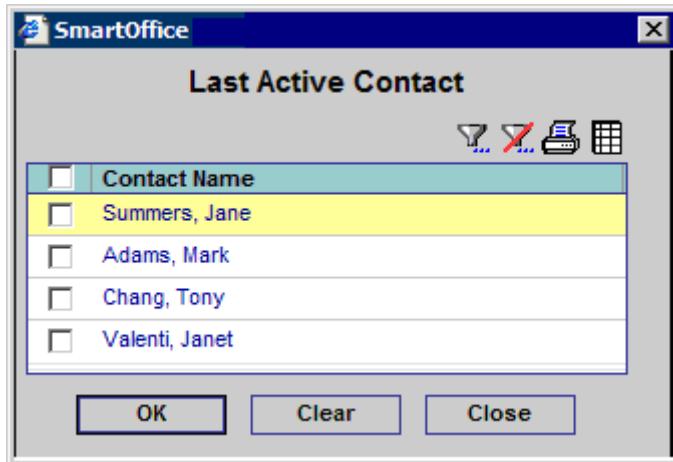 SmartOffice
Last Active Contact
Contact Name
Summers, Jane
Adams, Mark
Chang, Tony
Valenti, Janet
OK Clear Close